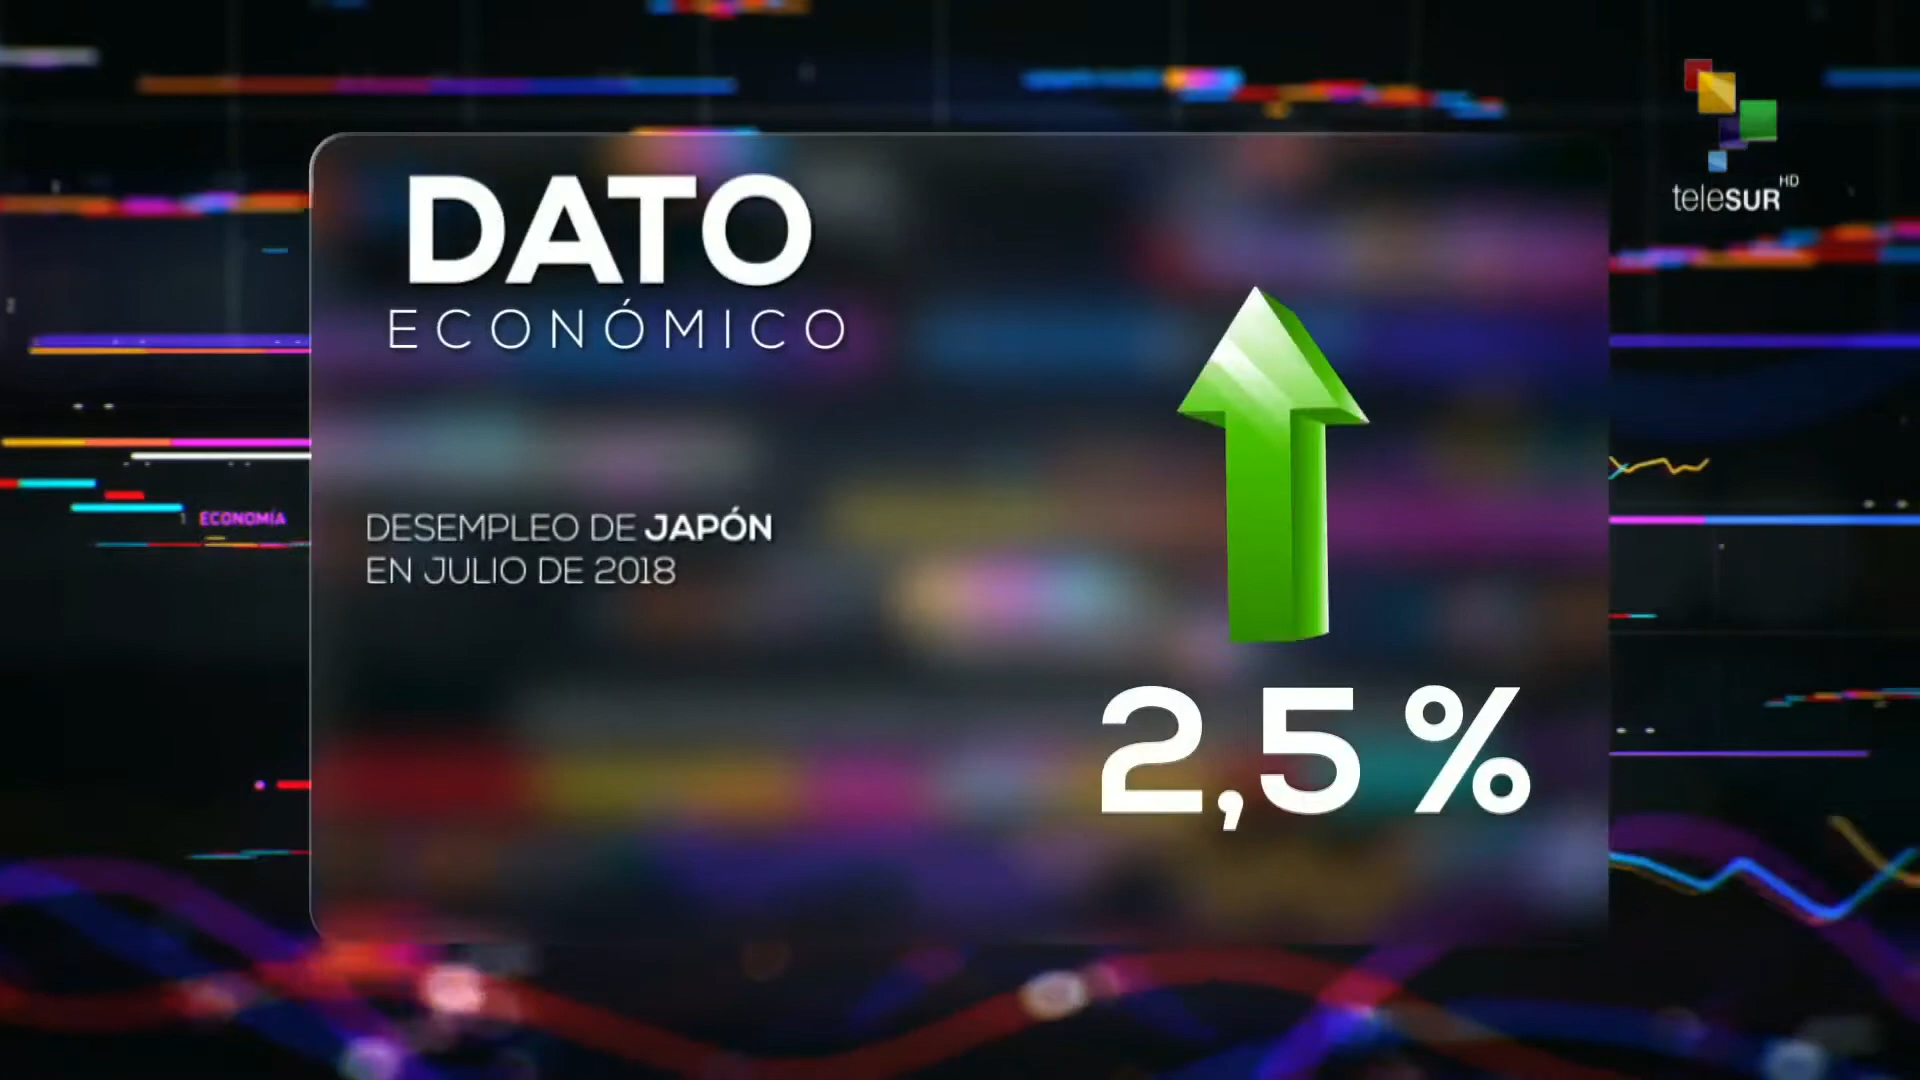 DATO
ECONÓMICO
DESEMPLEO DE JAPÓN
EN JULIO DE 2018
2,5 %
teleSUR HD
ECONOMÍA